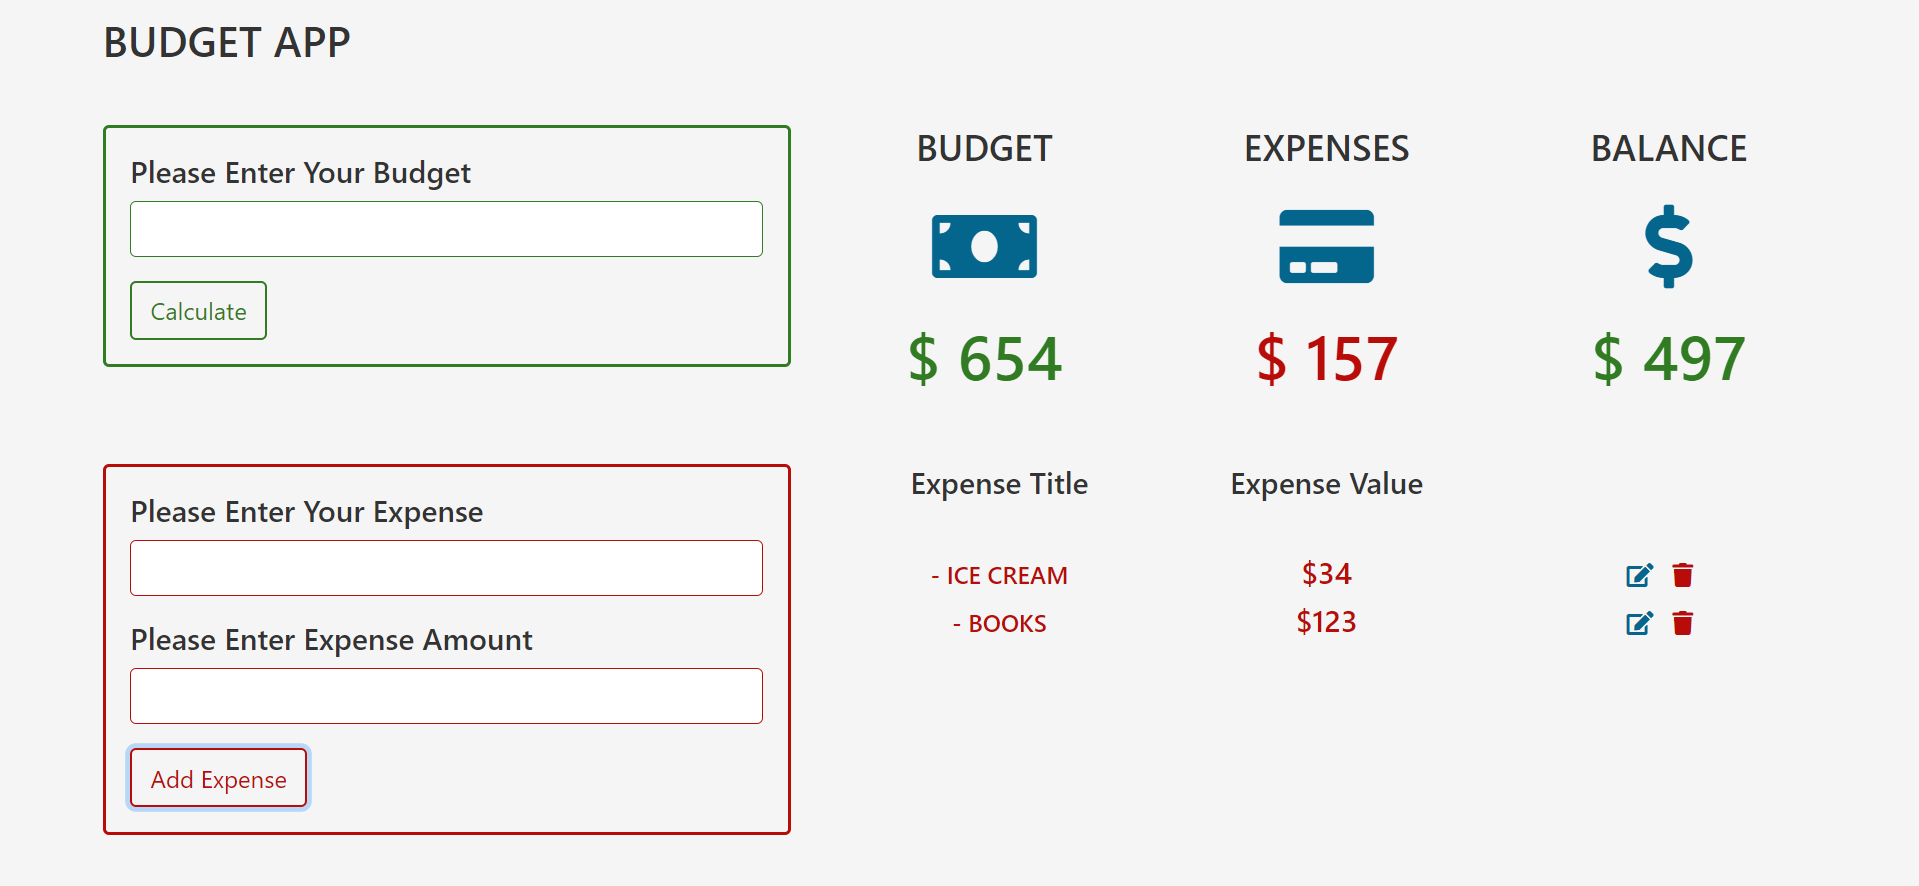 BUDGET APP
Please Enter Your Budget
Calculate
BUDGET EXPENSES BALANCE
$ 654 $ 157 $ 497
Please Enter Your Expense
Please Enter Expense Amount
Add Expense
Expense Title Expense Value
- ICE CREAM $34
- BOOKS $123